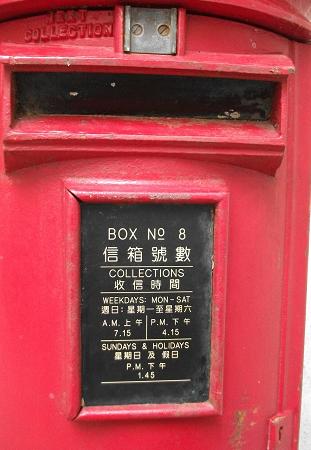 NEXT
COLLECTION
BOX Nº 8
信箱號數
COLLECTIONS
收信時間
WEEKDAYS: MON-SAT
週日:星期一至星期六
A.M. 上午 P.M. 下午
7.15 4.15
SUNDAYS & HOLIDAYS
星期日及假日
P.M. 下午
1.45